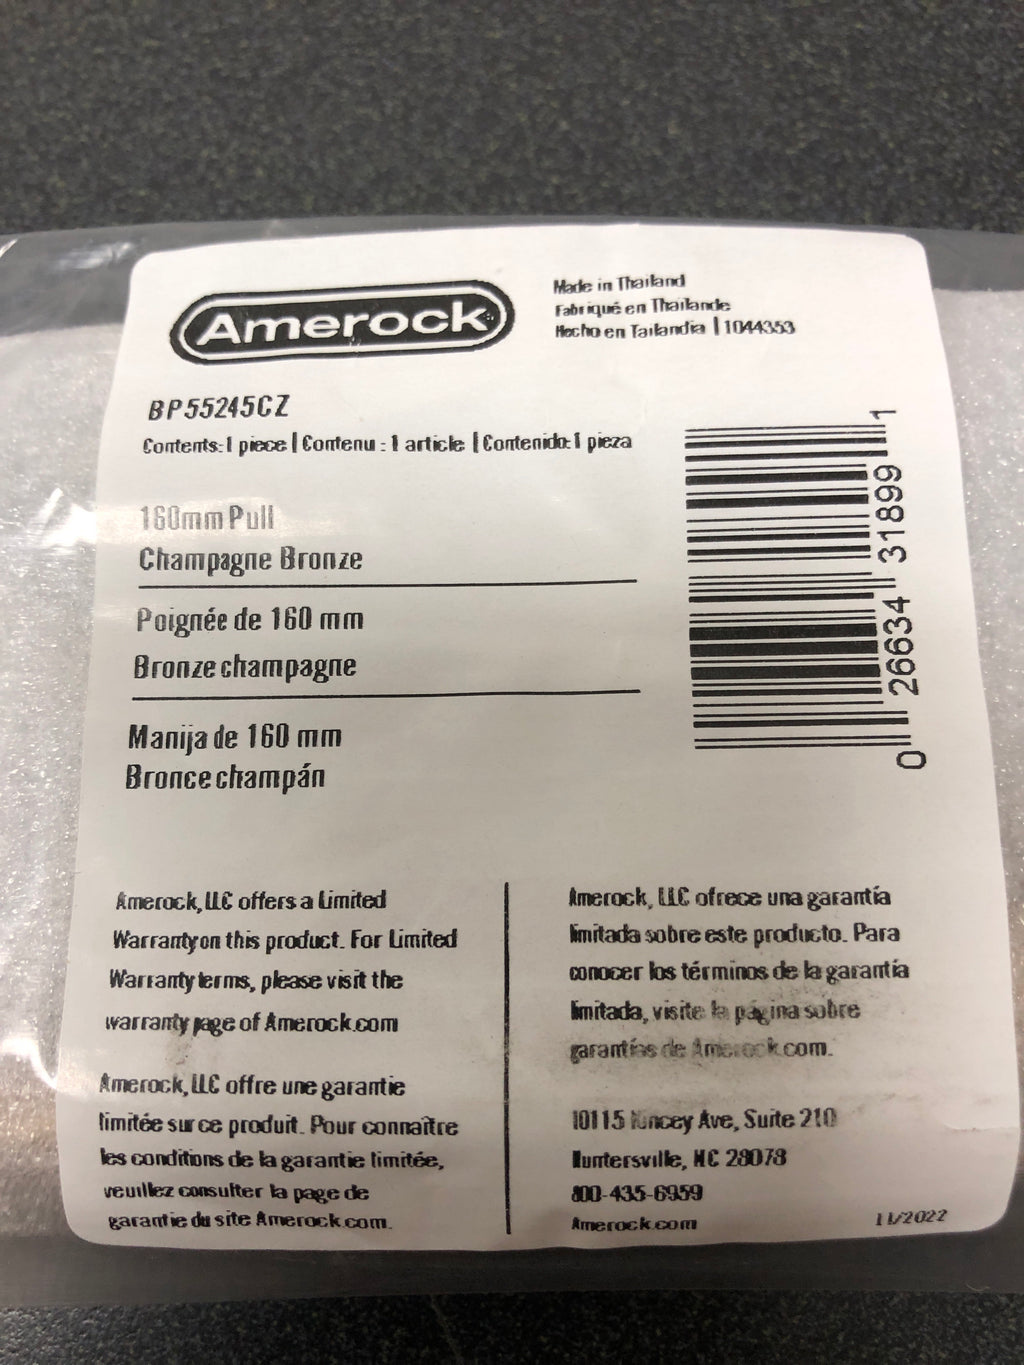 Amerock
Made in Thailand
Fabriqué en Thaïlande
Hecho en Tailandia | 1044353
BP55245CZ
Contents: 1 piece | Contenu : 1 article | Contenido: 1 pieza
160mm Pull
Champagne Bronze
Poignée de 160 mm
Bronze champagne
Manija de 160 mm
Bronce champán
0 26634 31899 1
Amerock, LLC offers a Limited
Warranty on this product. For Limited
Warranty terms, please visit the
warranty page of Amerock.com
Amerock, LLC offre une garantie
limitée sur ce produit. Pour connaître
les conditions de la garantie limitée,
veuillez consulter la page de
garantie du site Amerock.com.
Amerock, LLC ofrece una garantía
limitada sobre este producto. Para
conocer los términos de la garantía
limitada, visite la página sobre
garantías de Amerock.com.
10115 Kincey Ave, Suite 210
Huntersville, NC 28078
800-435-6959
Amerock.com
11/2022